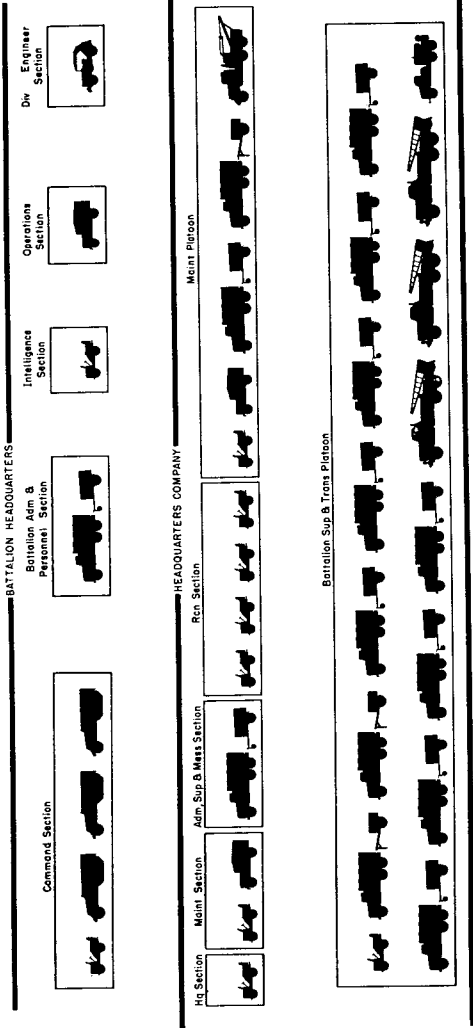 BATTALION HEADQUARTERS
Command Section
Battalion Adm &
Personnel Section
Intelligence
Section
Operations
Section
Div Engineer
Section
HEADQUARTERS COMPANY
Hq Section
Maint Section
Adm, Sup & Mess Section
Rcn Section
Maint Platoon
Battalion Sup & Trans Platoon